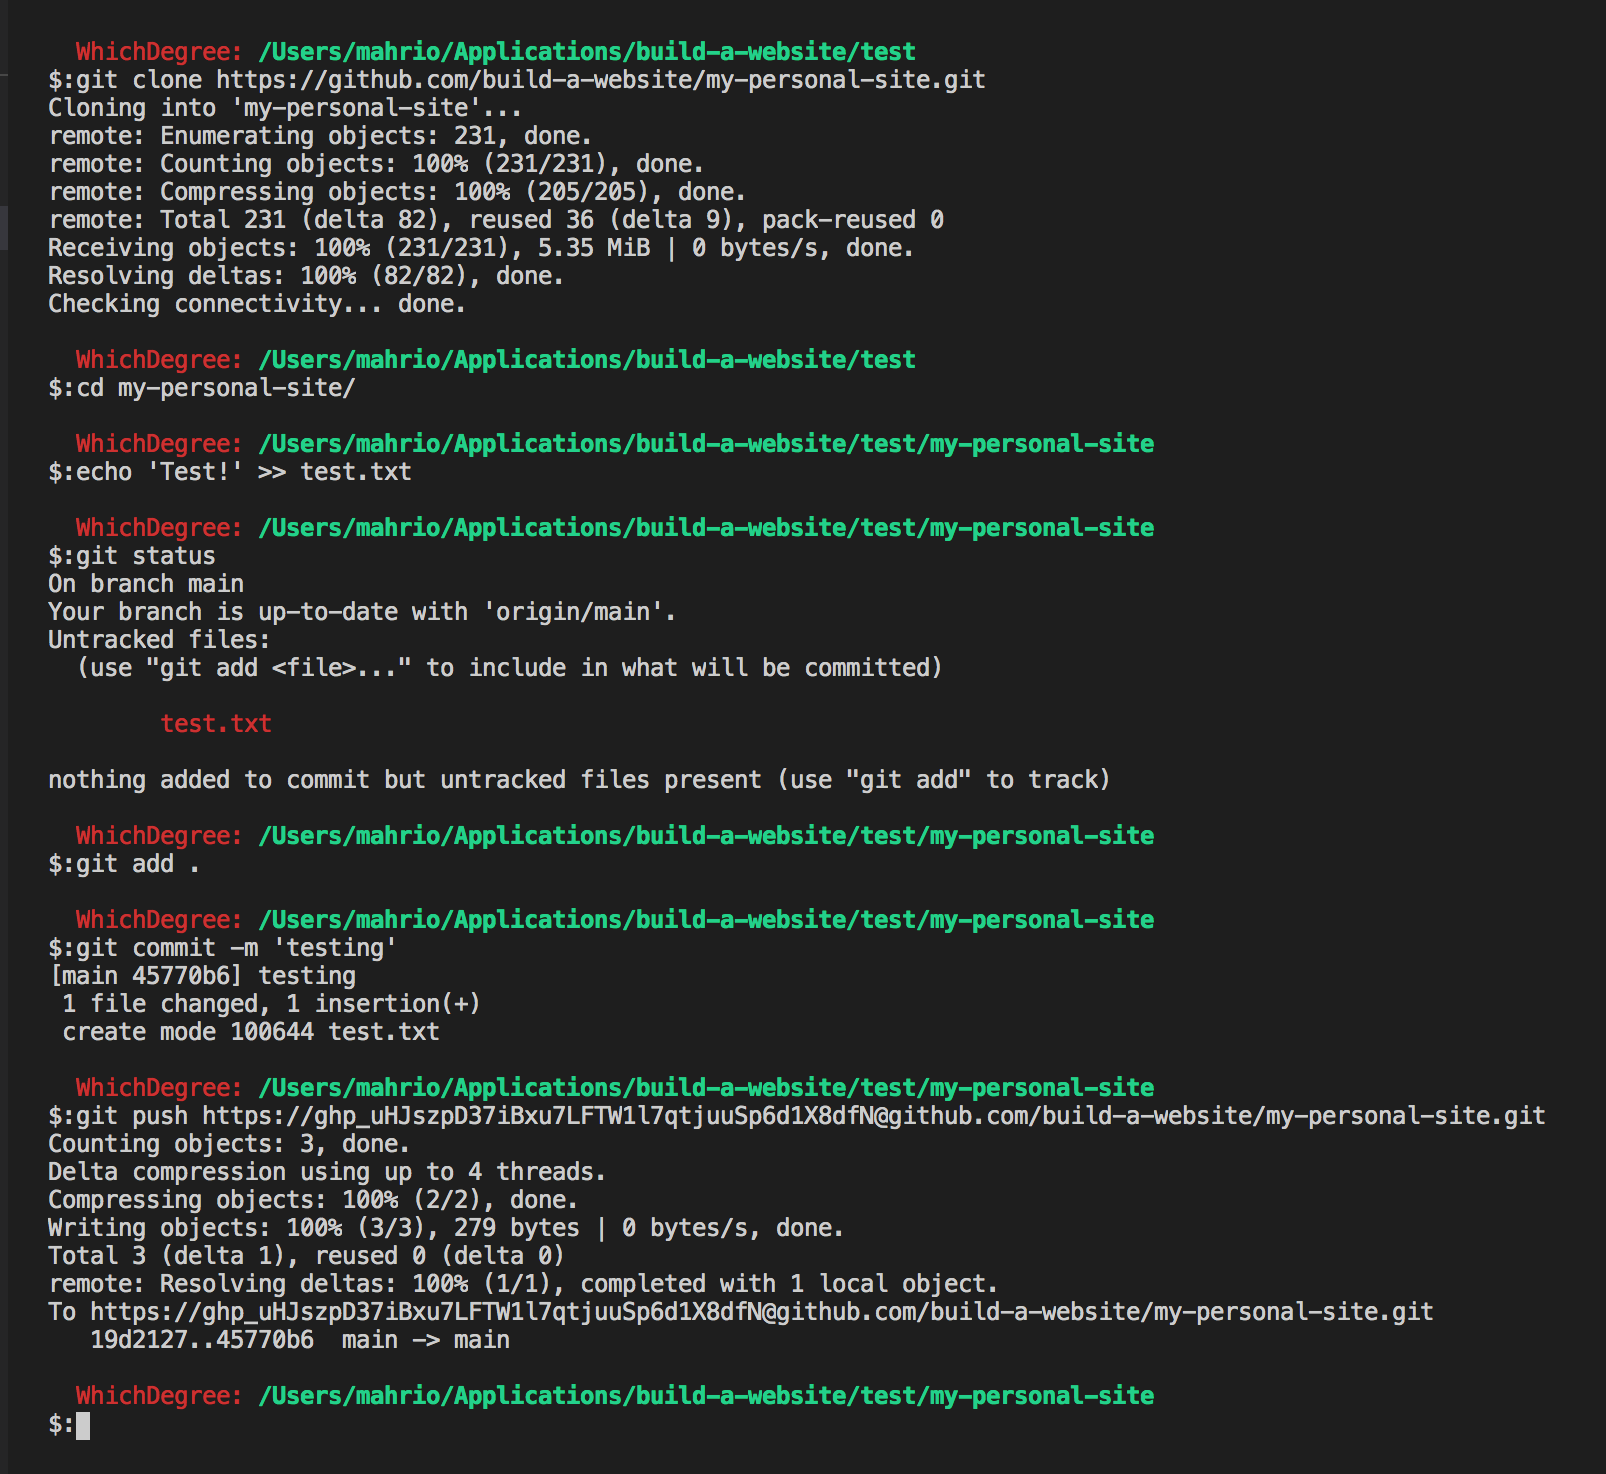 WhichDegree: /Users/mahrio/Applications/build-a-website/test
$:git clone https://github.com/build-a-website/my-personal-site.git
Cloning into 'my-personal-site'...
remote: Enumerating objects: 231, done.
remote: Counting objects: 100% (231/231), done.
remote: Compressing objects: 100% (205/205), done.
remote: Total 231 (delta 82), reused 36 (delta 9), pack-reused 0
Receiving objects: 100% (231/231), 5.35 MiB | 0 bytes/s, done.
Resolving deltas: 100% (82/82), done.
Checking connectivity... done.
WhichDegree: /Users/mahrio/Applications/build-a-website/test
$:cd my-personal-site/
WhichDegree: /Users/mahrio/Applications/build-a-website/test/my-personal-site
$:echo 'Test!' >> test.txt
WhichDegree: /Users/mahrio/Applications/build-a-website/test/my-personal-site
$:git status
On branch main
Your branch is up-to-date with 'origin/main'.
Untracked files:
(use "git add <file>..." to include in what will be committed)
test.txt
nothing added to commit but untracked files present (use "git add" to track)
WhichDegree: /Users/mahrio/Applications/build-a-website/test/my-personal-site
$:git add .
WhichDegree: /Users/mahrio/Applications/build-a-website/test/my-personal-site
$:git commit -m 'testing'
[main 45770b6] testing
1 file changed, 1 insertion(+)
create mode 100644 test.txt
WhichDegree: /Users/mahrio/Applications/build-a-website/test/my-personal-site
$:git push https://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@github.com/build-a-website/my-personal-site.git
Counting objects: 3, done.
Delta compression using up to 4 threads.
Compressing objects: 100% (2/2), done.
Writing objects: 100% (3/3), 279 bytes | 0 bytes/s, done.
Total 3 (delta 1), reused 0 (delta 0)
remote: Resolving deltas: 100% (1/1), completed with 1 local object.
To https://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@github.com/build-a-website/my-personal-site.git
19d2127..45770b6  main -> main
WhichDegree: /Users/mahrio/Applications/build-a-website/test/my-personal-site
$: